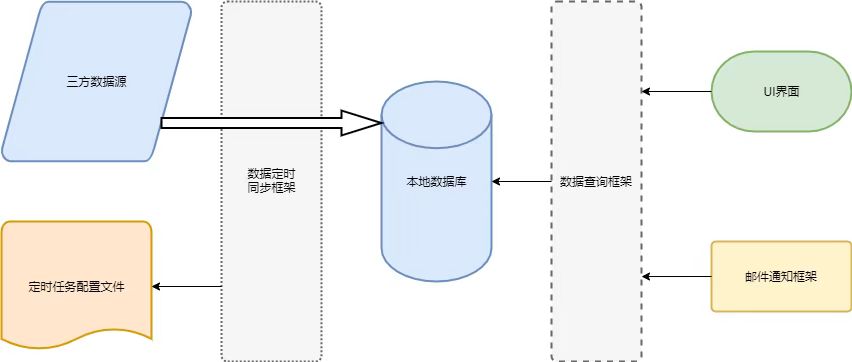 三方数据源
UI界面
数据定时
同步框架
本地数据库
数据查询框架
定时任务配置文件
邮件通知框架